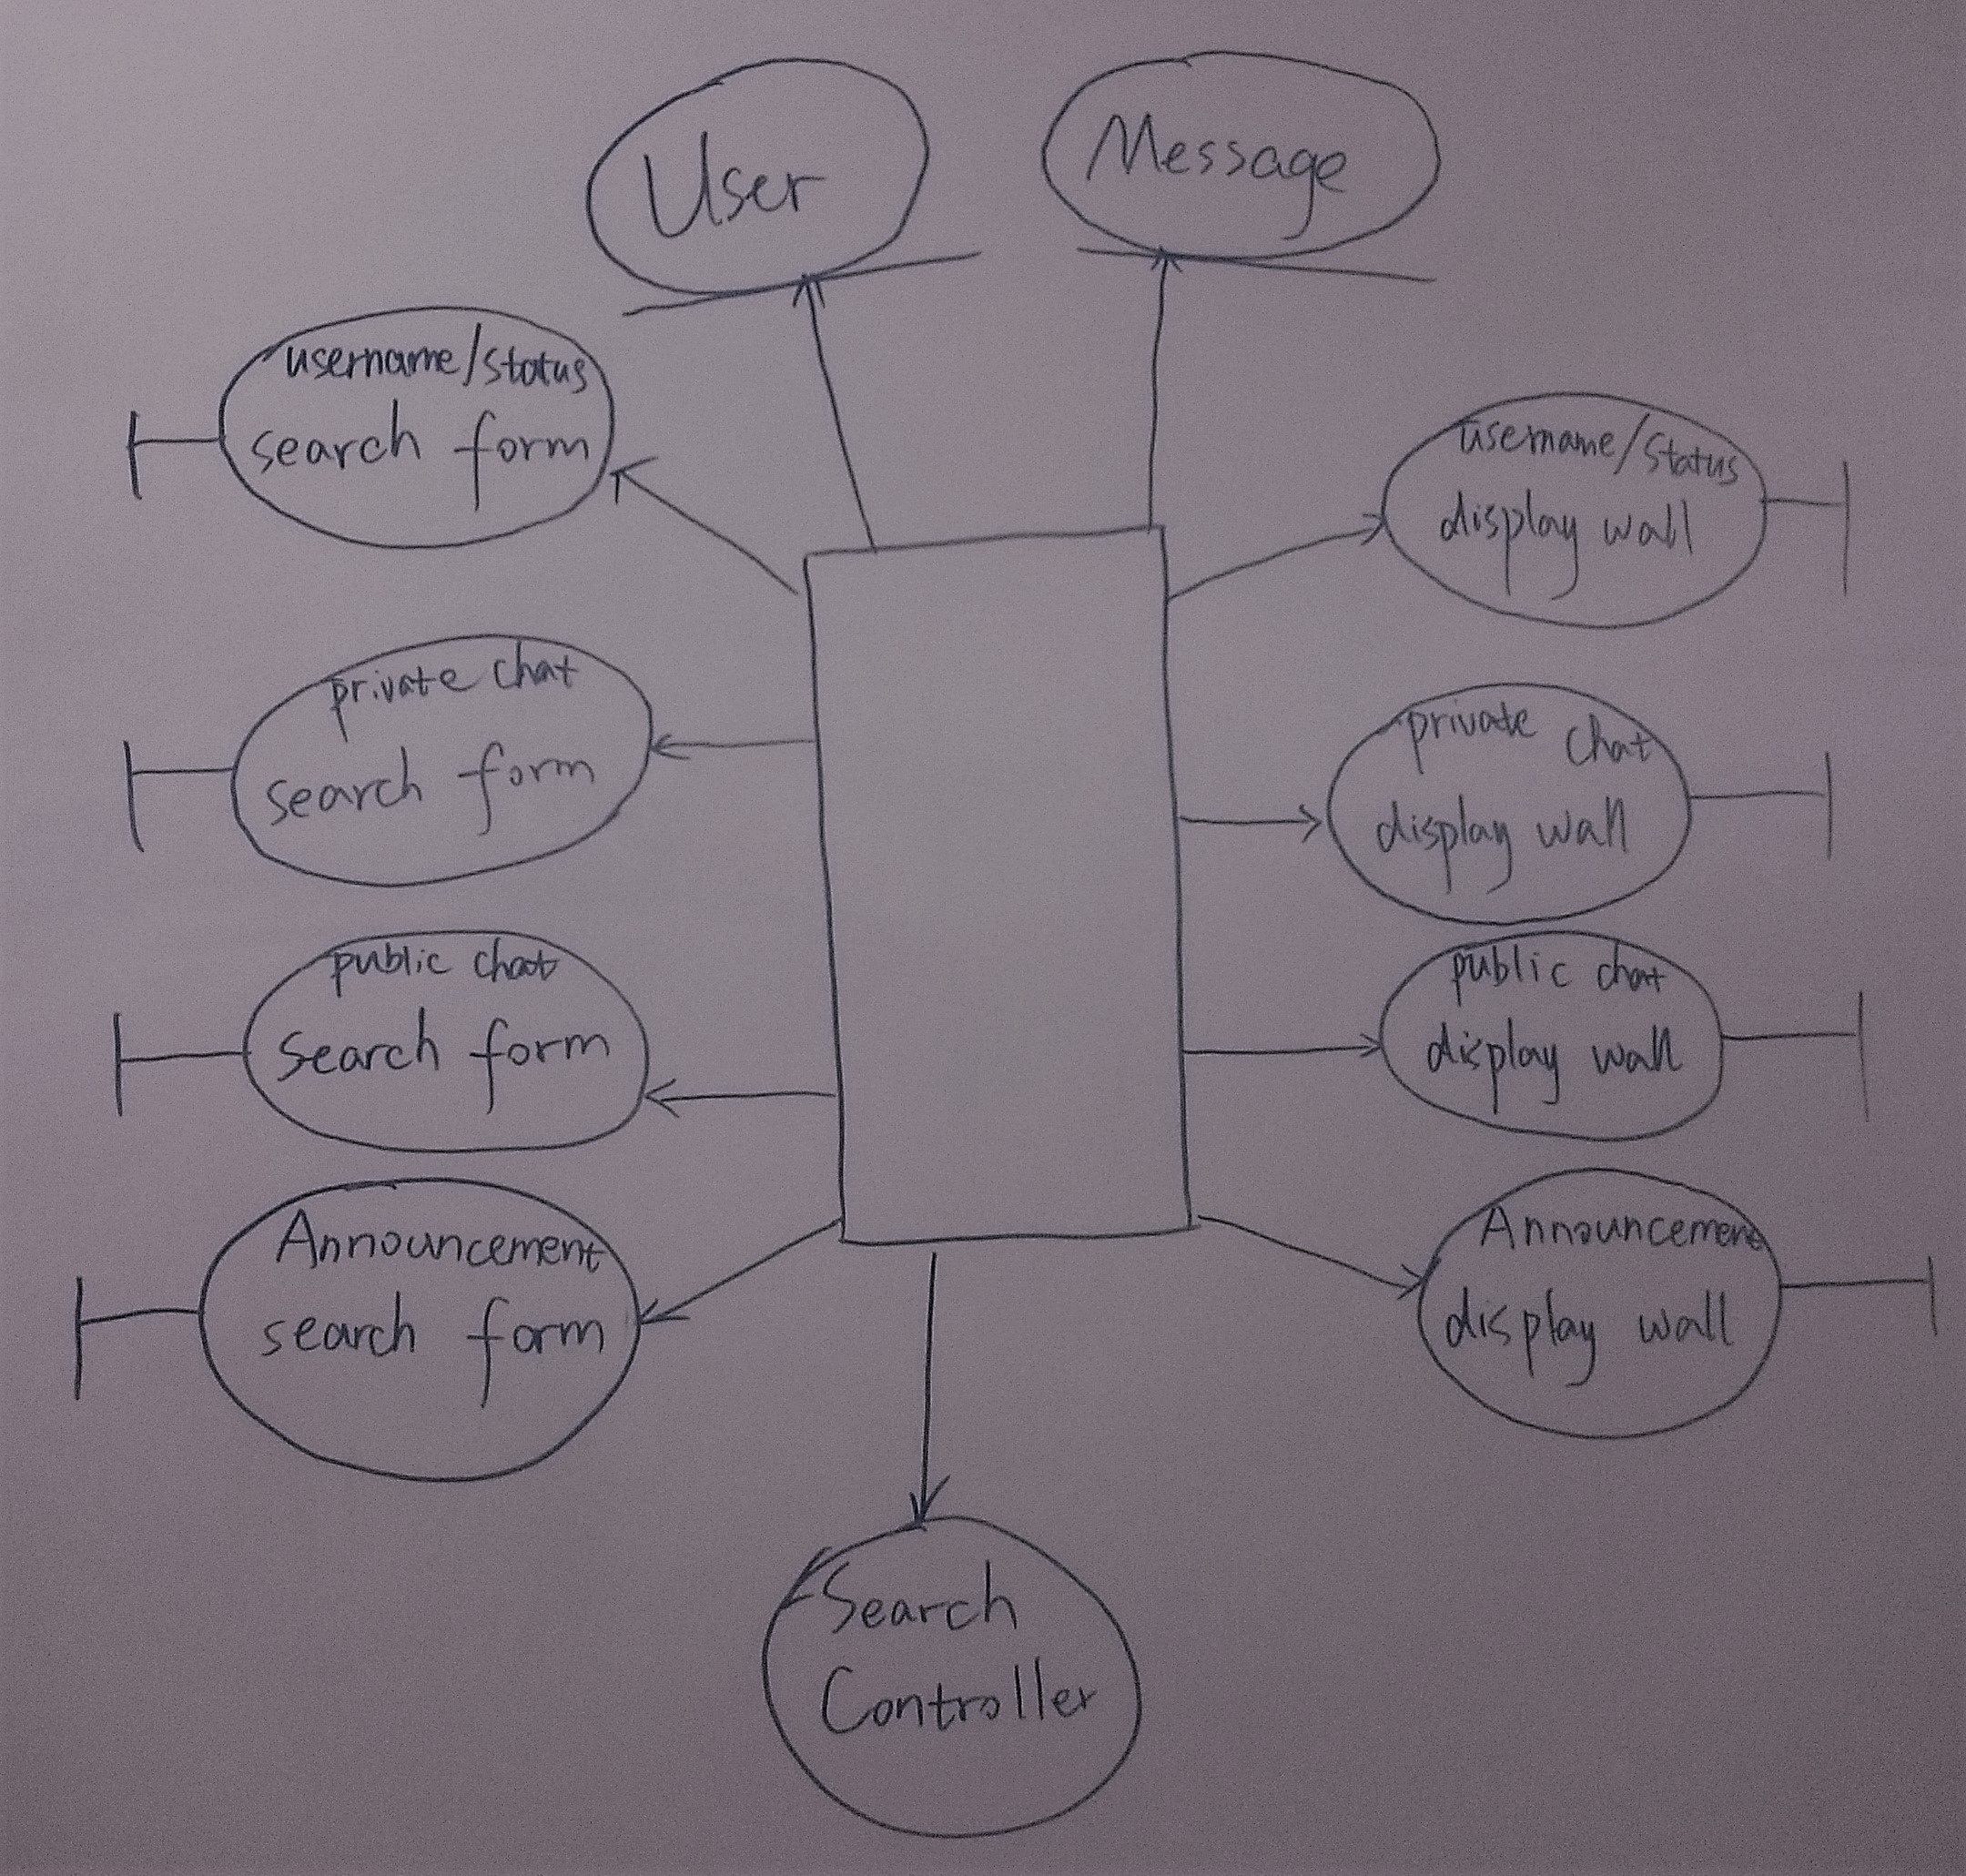 User
Message
username/status
search form
username/status
display wall
private chat
search form
private chat
display wall
public chat
search form
public chat
display wall
Announcement
search form
Announcement
display wall
Search
Controller